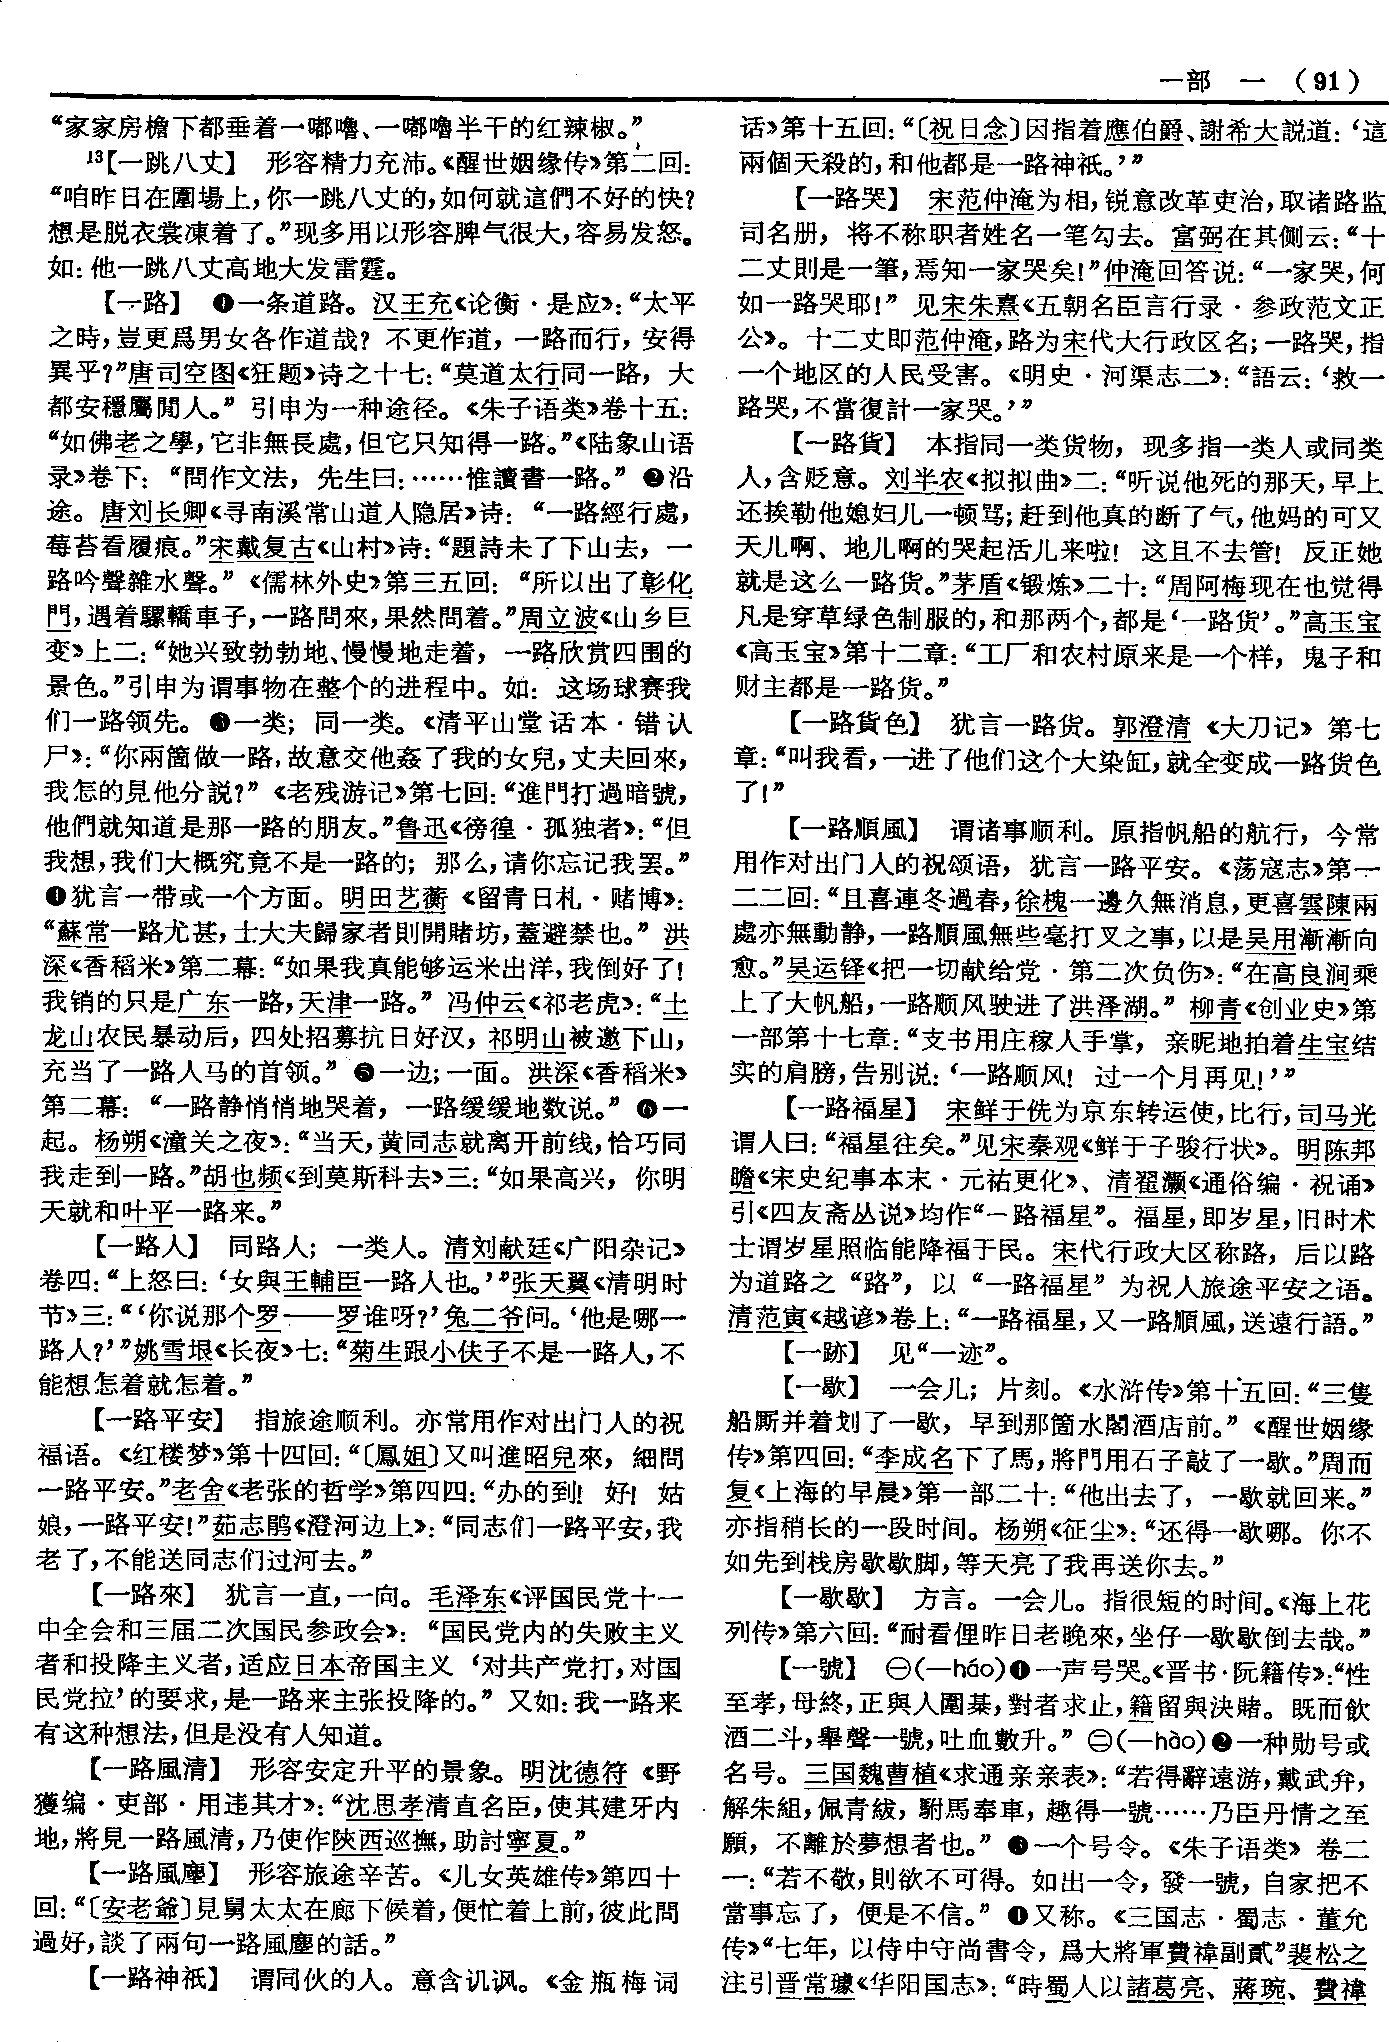 一部　一　（91）
“家家房檐下都垂着一嘟噜、一嘟噜半干的红辣椒。”
13【一跳八丈】　形容精力充沛。《醒世姻缘传》第二回：
“咱昨日在圍場上，你一跳八丈的，如何就這們不好的快？
想是脱衣裳凍着了。”现多用以形容脾气很大，容易发怒。
如：他一跳八丈高地大发雷霆。
【一路】　❶一条道路。汉王充《论衡·是应》：“太平
之時，豈更爲男女各作道哉？不更作道，一路而行，安得
異乎？”唐司空图《狂题》诗之十七：“莫道太行同一路，大
都安穩屬閒人。”引申为一种途径。《朱子语类》卷十五：
“如佛老之學，它非無長處，但它只知得一路。”《陆象山语
录》卷下：“問作文法，先生曰：……惟讀書一路。”❷沿
途。唐刘长卿《寻南溪常山道人隐居》诗：“一路經行處，
莓苔看履痕。”宋戴复古《山村》诗：“題詩未了下山去，一
路吟聲雜水聲。”《儒林外史》第三五回：“所以出了彰化
門，遇着騾轎車子，一路問來，果然問着。”周立波《山乡巨
变》上二：“她兴致勃勃地、慢慢地走着，一路欣赏四围的
景色。”引申为谓事物在整个的进程中。如：这场球赛我
们一路领先。❸一类；同一类。《清平山堂话本·错认
尸》：“你兩箇做一路，故意交他姦了我的女兒，丈夫回來，
我怎的見他分説？”《老残游记》第七回：“進門打過暗號，
他們就知道是那一路的朋友。”鲁迅《徬徨·孤独者》：“但
我想，我们大概究竟不是一路的；那么，请你忘记我罢。”
❹犹言一带或一个方面。明田艺蘅《留青日札·赌博》：
“蘇常一路尤甚，士大夫歸家者則開賭坊，蓋避禁也。”洪
深《香稻米》第二幕：“如果我真能够运米出洋，我倒好了！
我销的只是广东一路，天津一路。”冯仲云《祁老虎》：“土
龙山农民暴动后，四处招募抗日好汉，祁明山被邀下山，
充当了一路人马的首领。”❺一边；一面。洪深《香稻米》
第二幕：“一路静悄悄地哭着，一路缓缓地数说。”❻一
起。杨朔《潼关之夜》：“当天，黄同志就离开前线，恰巧同
我走到一路。”胡也频《到莫斯科去》三：“如果高兴，你明
天就和叶平一路来。”
【一路人】　同路人；一类人。清刘献廷《广阳杂记》
卷四：“上怒曰：‘女與王輔臣一路人也。’”张天翼《清明时
节》三：“‘你说那个罗——罗谁呀？’兔二爷问。‘他是哪一
路人？’”姚雪垠《长夜》七：“菊生跟小伕子不是一路人，不
能想怎着就怎着。”
【一路平安】　指旅途顺利。亦常用作对出门人的祝
福语。《红楼梦》第十四回：“〔鳳姐〕又叫進昭兒來，細問
一路平安。”老舍《老张的哲学》第四四：“办的到！好！姑
娘，一路平安！”茹志鹃《澄河边上》：“同志们一路平安，我
老了，不能送同志们过河去。”
【一路來】　犹言一直，一向。毛泽东《评国民党十一
中全会和三届二次国民参政会》：“国民党内的失败主义
者和投降主义者，适应日本帝国主义‘对共产党打，对国
民党拉’的要求，是一路来主张投降的。”又如：我一路来
有这种想法，但是没有人知道。
【一路風清】　形容安定升平的景象。明沈德符《野
獲编·吏部·用违其才》：“沈思孝清直名臣，使其建牙内
地，將見一路風清，乃使作陝西巡撫，助討寧夏。”
【一路風塵】　形容旅途辛苦。《儿女英雄传》第四十
回：“〔安老爺〕見舅太太在廊下候着，便忙着上前，彼此問
過好，談了兩句一路風塵的話。”
【一路神祇】　谓同伙的人。意含讥讽。《金瓶梅词
话》第十五回：“〔祝日念〕因指着應伯爵、謝希大説道：‘這
兩個天殺的，和他都是一路神祇。’”
【一路哭】　宋范仲淹为相，锐意改革吏治，取诸路监
司名册，将不称职者姓名一笔勾去。富弼在其侧云：“十
二丈則是一筆，焉知一家哭矣！”仲淹回答说：“一家哭，何
如一路哭耶！”见宋朱熹《五朝名臣言行录·参政范文正
公》。十二丈即范仲淹，路为宋代大行政区名；一路哭，指
一个地区的人民受害。《明史·河渠志二》：“語云：‘救一
路哭，不當復計一家哭。’”
【一路貨】　本指同一类货物，现多指一类人或同类
人，含贬意。刘半农《拟拟曲》二：“听说他死的那天，早上
还挨勒他媳妇儿一顿骂；赶到他真的断了气，他妈的可又
天儿啊、地儿啊的哭起活儿来啦！这且不去管！反正她
就是这么一路货。”茅盾《锻炼》二十：“周阿梅现在也觉得
凡是穿草绿色制服的，和那两个，都是‘一路货’。”高玉宝
《高玉宝》第十二章：“工厂和农村原来是一个样，鬼子和
财主都是一路货。”
【一路貨色】　犹言一路货。郭澄清《大刀记》第七
章：“叫我看，一进了他们这个大染缸，就全变成一路货色
了！”
【一路順風】　谓诸事顺利。原指帆船的航行，今常
用作对出门人的祝颂语，犹言一路平安。《荡寇志》第一
二二回：“且喜連冬過春，徐槐一邊久無消息，更喜雲陳兩
處亦無動静，一路順風無些毫打叉之事，以是吴用漸漸向
愈。”吴运铎《把一切献给党·第二次负伤》：“在高良涧乘
上了大帆船，一路顺风驶进了洪泽湖。”柳青《创业史》第
一部第十七章：“支书用庄稼人手掌，亲昵地拍着生宝结
实的肩膀，告别说：‘一路顺风！过一个月再见！’”
【一路福星】　宋鲜于侁为京东转运使，比行，司马光
谓人曰：“福星往矣。”见宋秦观《鲜于子骏行状》。明陈邦
瞻《宋史纪事本末·元祐更化》、清翟灏《通俗编·祝诵》
引《四友斋丛说》均作“一路福星”。福星，即岁星，旧时术
士谓岁星照临能降福于民。宋代行政大区称路，后以路
为道路之“路”，以“一路福星”为祝人旅途平安之语。
清范寅《越谚》卷上：“一路福星，又一路順風，送遠行語。”
【一跡】　见“一迹”。
【一歇】　一会儿；片刻。《水浒传》第十五回：“三隻
船厮并着划了一歇，早到那箇水閣酒店前。”《醒世姻缘
传》第四回：“李成名下了馬，將門用石子敲了一歇。”周而
复《上海的早晨》第一部二十：“他出去了，一歇就回来。”
亦指稍长的一段时间。杨朔《征尘》：“还得一歇哪。你不
如先到栈房歇歇脚，等天亮了我再送你去。”
【一歇歇】　方言。一会儿。指很短的时间。《海上花
列传》第六回：“耐看俚昨日老晚來，坐仔一歇歇倒去哉。”
【一號】　㊀（—háo）❶一声号哭。《晋书·阮籍传》：“性
至孝，母終，正與人圍棊，對者求止，籍留與決賭。既而飲
酒二斗，舉聲一號，吐血數升。”㊁（—hào）❷一种勋号或
名号。三国魏曹植《求通亲亲表》：“若得辭遠游，戴武弁，
解朱組，佩青紱，駙馬奉車，趣得一號……乃臣丹情之至
願，不離於夢想者也。”❸一个号令。《朱子语类》卷二
一：“若不敬，則欲不可得。如出一令，發一號，自家把不
當事忘了，便是不信。”❹又称。《三国志·蜀志·董允
传》“七年，以侍中守尚書令，爲大將軍費禕副貳”裴松之
注引晋常璩《华阳国志》：“時蜀人以諸葛亮、蔣琬、費禕